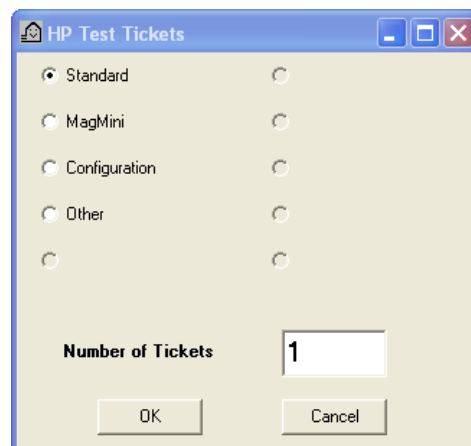 HP Test Tickets
Standard
MagMini
Configuration
Other
Number of Tickets 1
OK Cancel